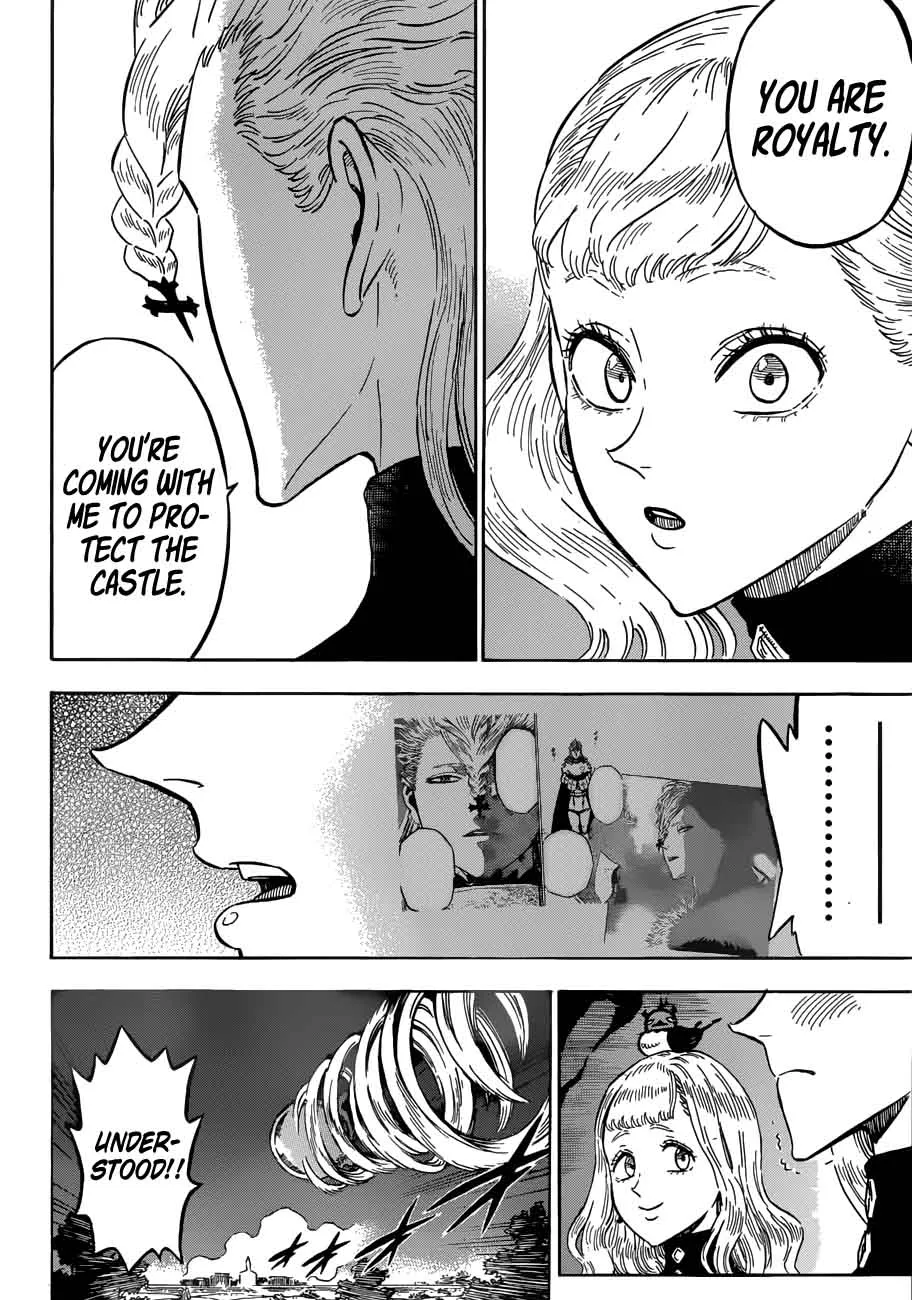 YOU ARE
ROYALTY.
YOU'RE
COMING WITH
ME TO PRO-
TECT THE
CASTLE.
..........
UNDER-
STOOD!!